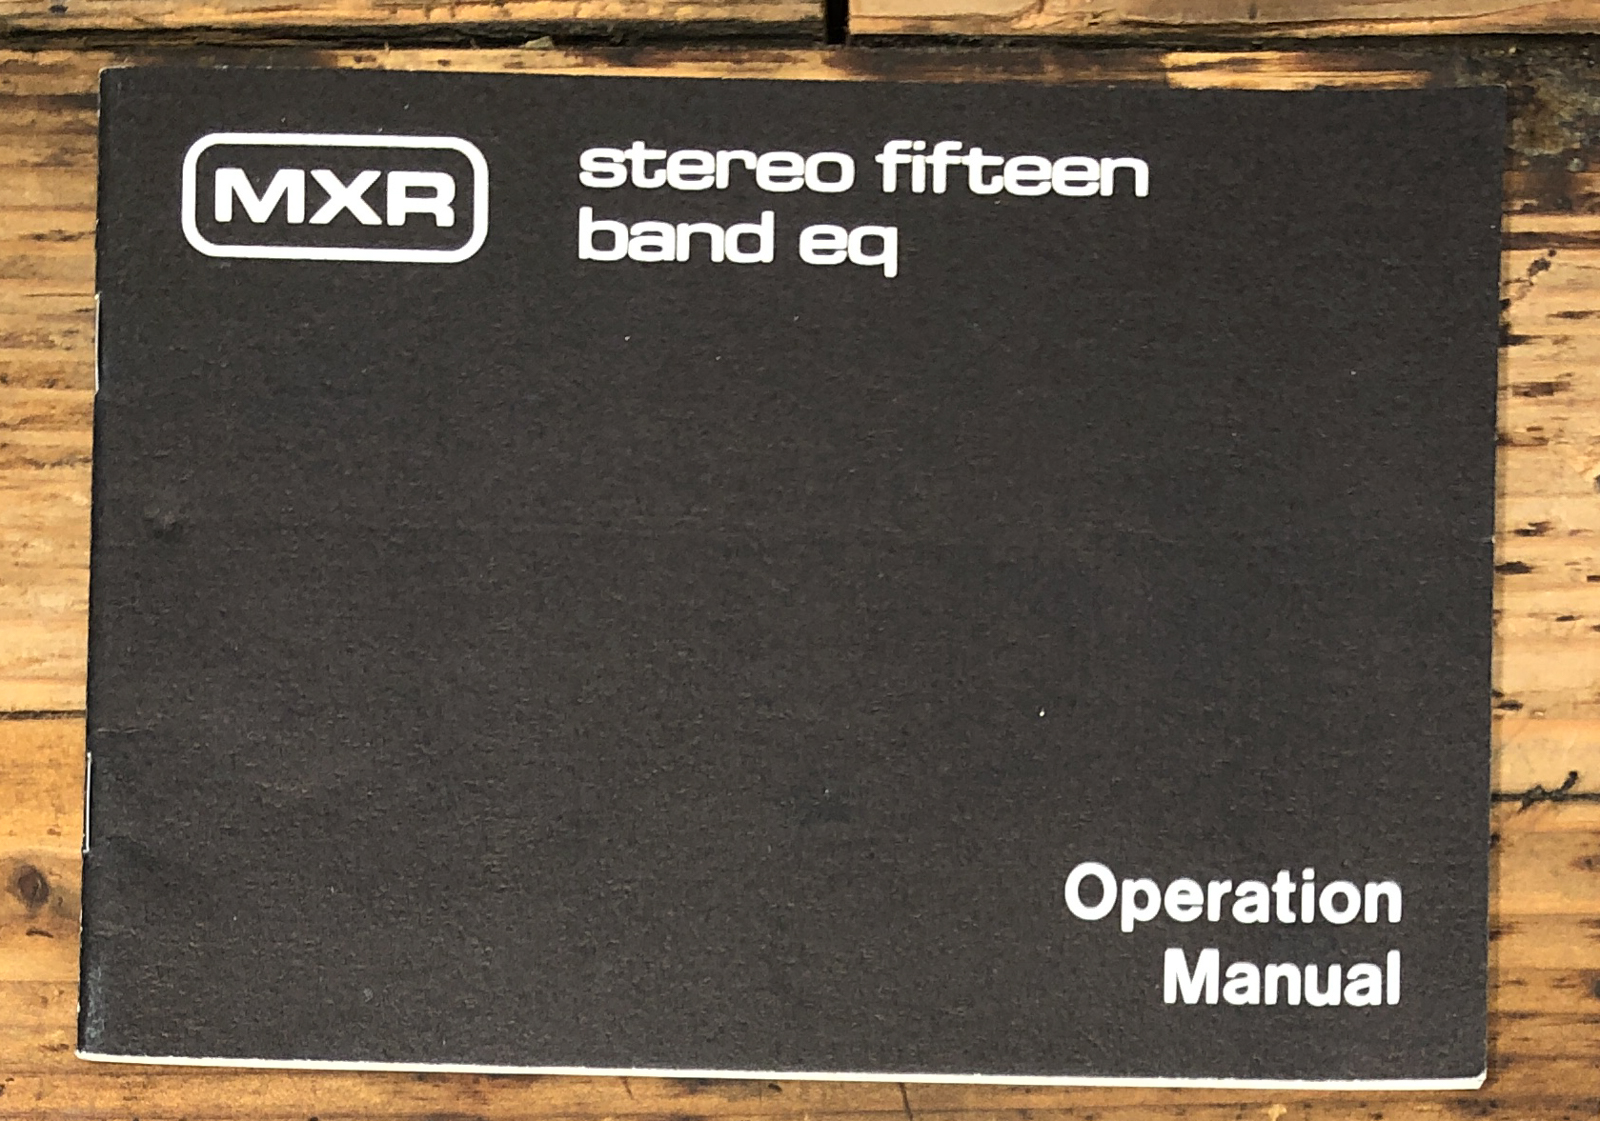 MXR
stereo fifteen
band eq
Operation
Manual